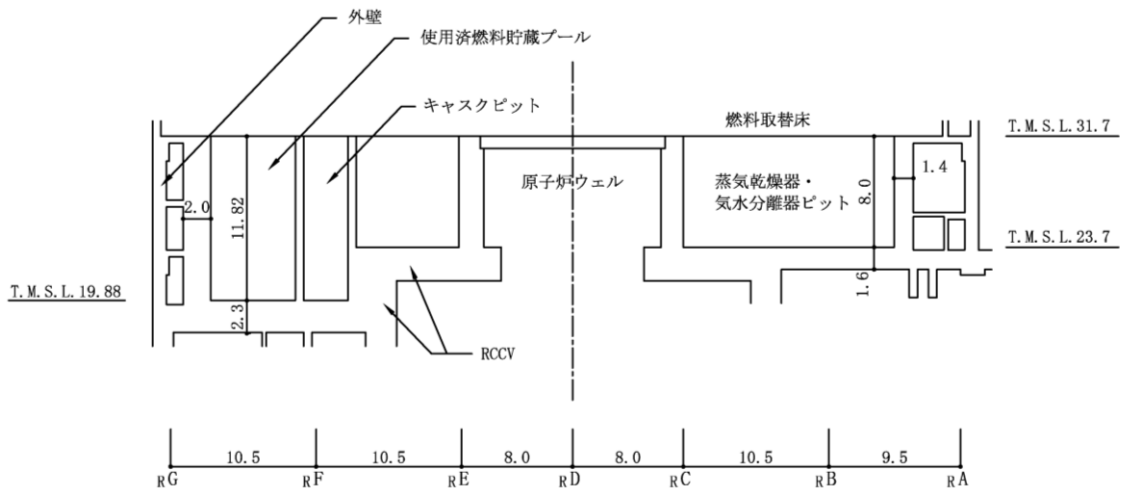 外壁
使用済燃料貯蔵プール
キャスクピット
燃料取替床
T.M.S.L.31.7
原子炉ウェル
蒸気乾燥器・
気水分離器ピット
8.0
1.4
2.0
11.82
T.M.S.L.23.7
T.M.S.L.19.88
1.6
2.3
RCCV
10.5 10.5 8.0 8.0 10.5 9.5
RG RF RE RD RC RB RA